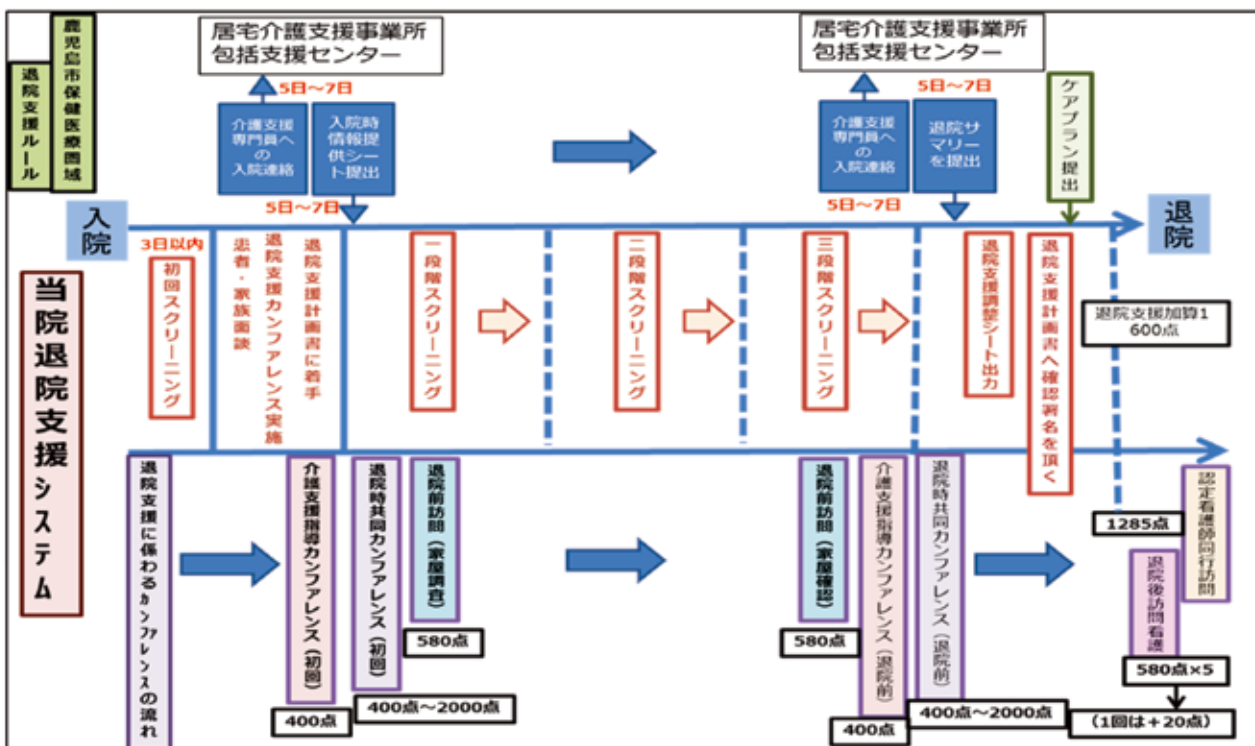 鹿児島市保健医療圏域
退院支援ルール
居宅介護支援事業所
包括支援センター
5日～7日
介護支援
専門員へ
の
入院連絡
入院時
情報提
供シー
ト提出
5日～7日
居宅介護支援事業所
包括支援センター
5日～7日
介護支援
専門員へ
の
入院連絡
退院サ
マリー
を提出
5日～7日
ケアプラン提出
入院
退院
当院退院支援システム
3日以内
初回スクリーニング
患者・家族面談
退院支援カンファレンス実施
退院支援計画書に着手
一段階スクリーニング
二段階スクリーニング
三段階スクリーニング
退院支援調整シート出力
退院支援計画書へ確認署名を頂く
退院支援加算1
600点
退院支援に係わるカンファレンスの流れ
介護支援指導カンファレンス（初回）
400点
退院時共同カンファレンス（初回）
400点～2000点
退院前訪問（家屋調査）
580点
退院前訪問（家屋確認）
580点
介護支援指導カンファレンス（退院前）
400点
退院時共同カンファレンス（退院前）
400点～2000点
認定看護師同行訪問
1285点
退院後訪問看護
580点×5
（1回は＋20点）